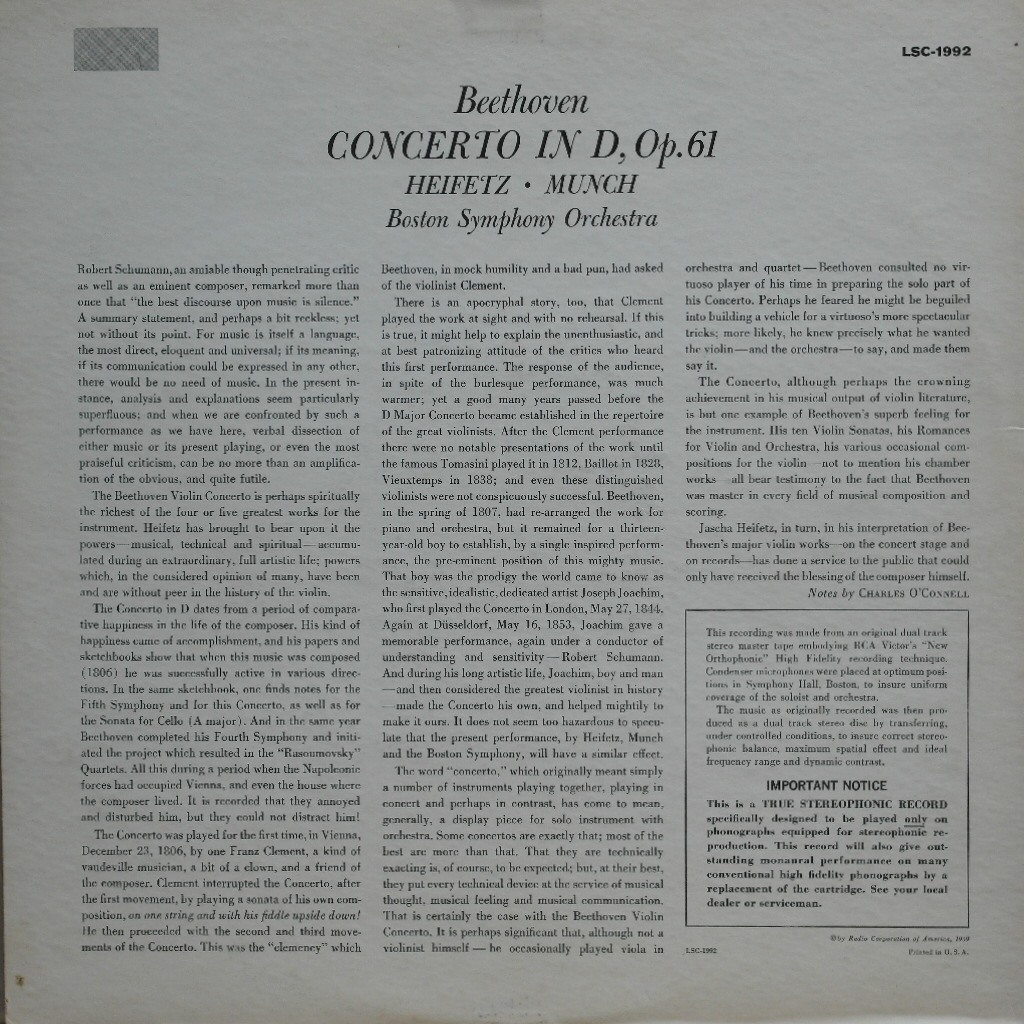 LSC-1992
Beethoven
CONCERTO IN D, Op. 61
HEIFETZ • MUNCH
Boston Symphony Orchestra
Robert Schumann, an amiable though penetrating critic
as well as an eminent composer, remarked more than
once that “the best discourse upon music is silence.”
A summary statement, and perhaps a bit reckless; yet
not without its point. For music is itself a language,
the most direct, eloquent and universal; if its meaning,
if its communication could be expressed in any other,
there would be no need of music. In the present in-
stance, analysis and explanations seem particularly
superfluous; and when we are confronted by such a
performance as we have here, verbal dissection of
either music or its present playing, or even the most
praiseful criticism, can be no more than an amplifica-
tion of the obvious, and quite futile.
The Beethoven Violin Concerto is perhaps spiritually
the richest of the four or five greatest works for the
instrument. Heifetz has brought to bear upon it the
powers—musical, technical and spiritual—accumu-
lated during an extraordinary, full artistic life; powers
which, in the considered opinion of many, have been
and are without peer in the history of the violin.
The Concerto in D dates from a period of compara-
tive happiness in the life of the composer. His kind of
happiness came of accomplishment, and his papers and
sketchbooks show that when this music was composed
(1806) he was successfully active in various direc-
tions. In the same sketchbook, one finds notes for the
Fifth Symphony and for this Concerto, as well as for
the Sonata for Cello (A major). And in the same year
Beethoven completed his Fourth Symphony and initi-
ated the project which resulted in the “Rasoumovsky”
Quartets. All this during a period when the Napoleonic
forces had occupied Vienna, and even the house where
the composer lived. It is recorded that they annoyed
and disturbed him, but they could not distract him!
The Concerto was played for the first time, in Vienna,
December 23, 1806, by one Franz Clement, a kind of
vaudeville musician, a bit of a clown, and a friend of
the composer. Clement interrupted the Concerto, after
the first movement, by playing a sonata of his own com-
position, on one string and with his fiddle upside down!
He then proceeded with the second and third move-
ments of the Concerto. This was the “clemency” which
Beethoven, in mock humility and a bad pun, had asked
of the violinist Clement.
There is an apocryphal story, too, that Clement
played the work at sight and with no rehearsal. If this
is true, it might help to explain the unenthusiastic, and
at best patronizing attitude of the critics who heard
this first performance. The response of the audience,
in spite of the burlesque performance, was much
warmer; yet a good many years passed before the
D Major Concerto became established in the repertoire
of the great violinists. After the Clement performance
there were no notable presentations of the work until
the famous Tomasini played it in 1812, Baillot in 1828,
Vieuxtemps in 1838; and even these distinguished
violinists were not conspicuously successful. Beethoven,
in the spring of 1807, had re-arranged the work for
piano and orchestra, but it remained for a thirteen-
year-old boy to establish, by a single inspired perform-
ance, the pre-eminent position of this mighty music.
That boy was the prodigy the world came to know as
the sensitive, idealistic, dedicated artist Joseph Joachim,
who first played the Concerto in London, May 27, 1844.
Again at Düsseldorf, May 16, 1853, Joachim gave a
memorable performance, again under a conductor of
understanding and sensitivity—Robert Schumann.
And during his long artistic life, Joachim, boy and man
—and then considered the greatest violinist in history
—made the Concerto his own, and helped mightily to
make it ours. It does not seem too hazardous to specu-
late that the present performance, by Heifetz, Munch
and the Boston Symphony, will have a similar effect.
The word “concerto,” which originally meant simply
a number of instruments playing together, playing in
concert and perhaps in contrast, has come to mean,
generally, a display piece for solo instrument with
orchestra. Some concertos are exactly that; most of the
best are more than that. That they are technically
exacting is, of course, to be expected; but, at their best,
they put every technical device at the service of musical
thought, musical feeling and musical communication.
That is certainly the case with the Beethoven Violin
Concerto. It is perhaps significant that, although not a
violinist himself—he occasionally played viola in
orchestra and quartet—Beethoven consulted no vir-
tuoso player of his time in preparing the solo part of
his Concerto. Perhaps he feared he might be beguiled
into building a vehicle for a virtuoso's more spectacular
tricks; more likely, he knew precisely what he wanted
the violin—and the orchestra—to say, and made them
say it.
The Concerto, although perhaps the crowning
achievement in his musical output of violin literature,
is but one example of Beethoven's superb feeling for
the instrument. His ten Violin Sonatas, his Romances
for Violin and Orchestra, his various occasional com-
positions for the violin—not to mention his chamber
works—all bear testimony to the fact that Beethoven
was master in every field of musical composition and
scoring.
Jascha Heifetz, in turn, in his interpretation of Bee-
thoven's major violin works—on the concert stage and
on records—has done a service to the public that could
only have received the blessing of the composer himself.
Notes by CHARLES O'CONNELL
This recording was made from an original dual track
stereo master tape embodying RCA Victor's “New
Orthophonic” High Fidelity recording technique.
Condenser microphones were placed at optimum posi-
tions in Symphony Hall, Boston, to insure uniform
coverage of the soloist and orchestra.
The music as originally recorded was then pro-
duced as a dual track stereo disc by transferring,
under controlled conditions, to insure correct stereo-
phonic balance, maximum spatial effect and ideal
frequency range and dynamic contrast.
IMPORTANT NOTICE
This is a TRUE STEREOPHONIC RECORD
specifically designed to be played only on
phonographs equipped for stereophonic re-
production. This record will also give out-
standing monaural performance on many
conventional high fidelity phonographs by a
replacement of the cartridge. See your local
dealer or serviceman.
© by Radio Corporation of America, 1959
LSC-1992
Printed in U. S. A.